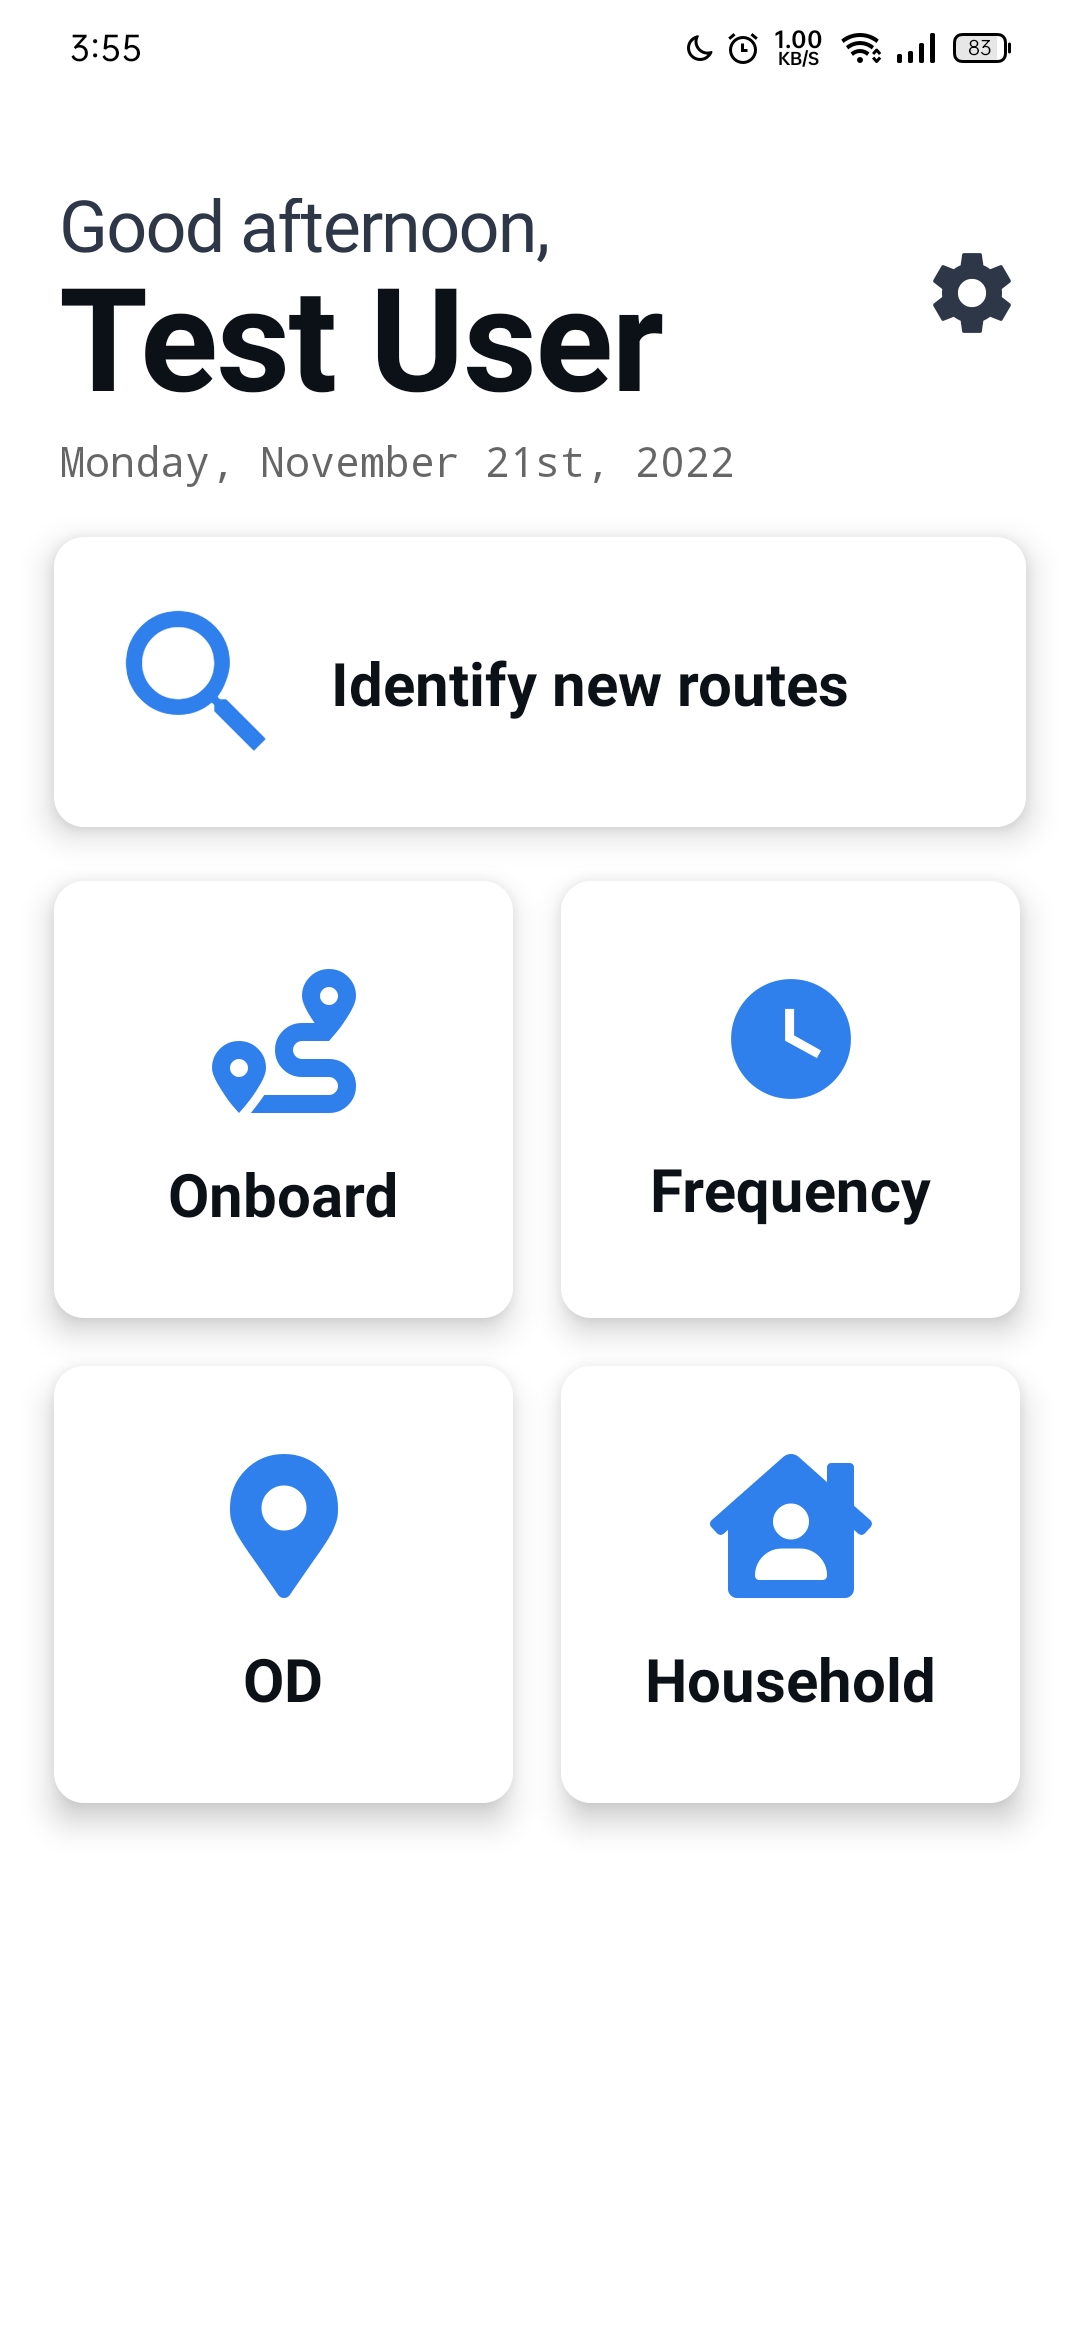 3:55
1.00
KB/S
83
Good afternoon,
Test User
Monday, November 21st, 2022
Identify new routes
Onboard
Frequency
OD
Household